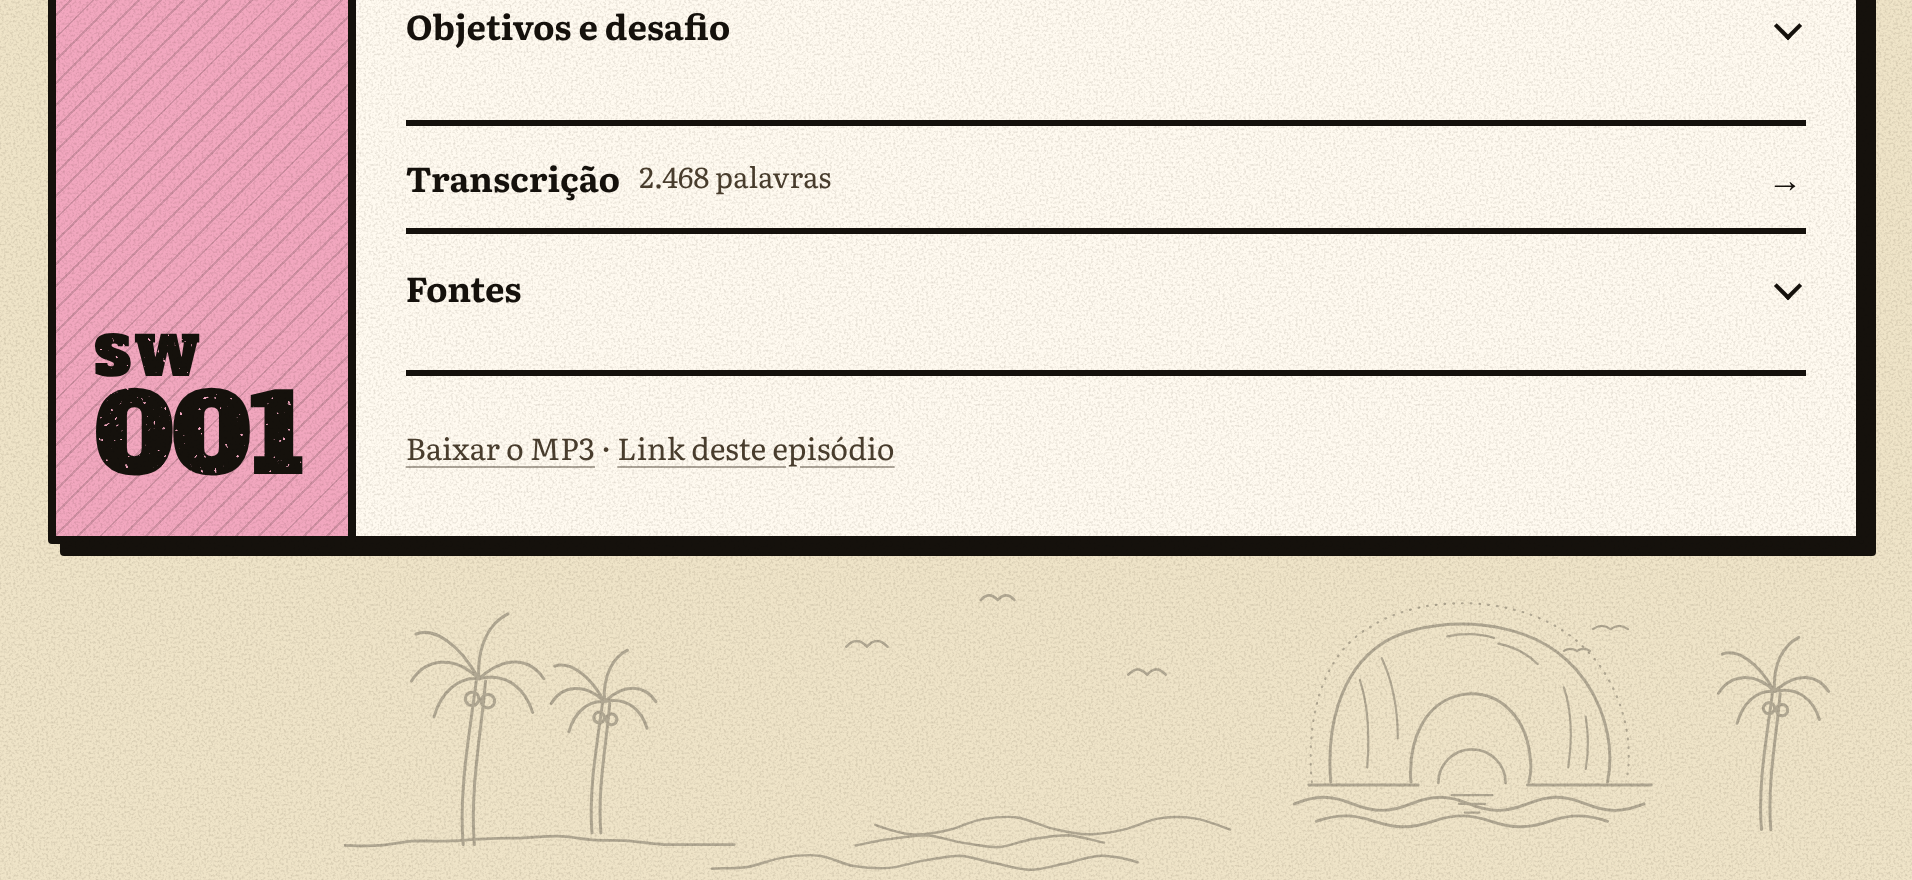 Objetivos e desafio
Transcrição 2.468 palavras →
Fontes
sw
001
Baixar o MP3 · Link deste episódio